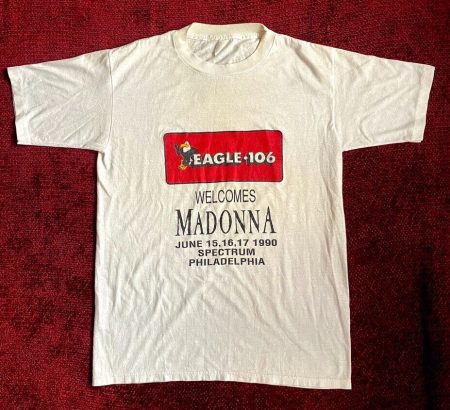 EAGLE•106
WELCOMES
MADONNA
JUNE 15,16,17 1990
SPECTRUM
PHILADELPHIA